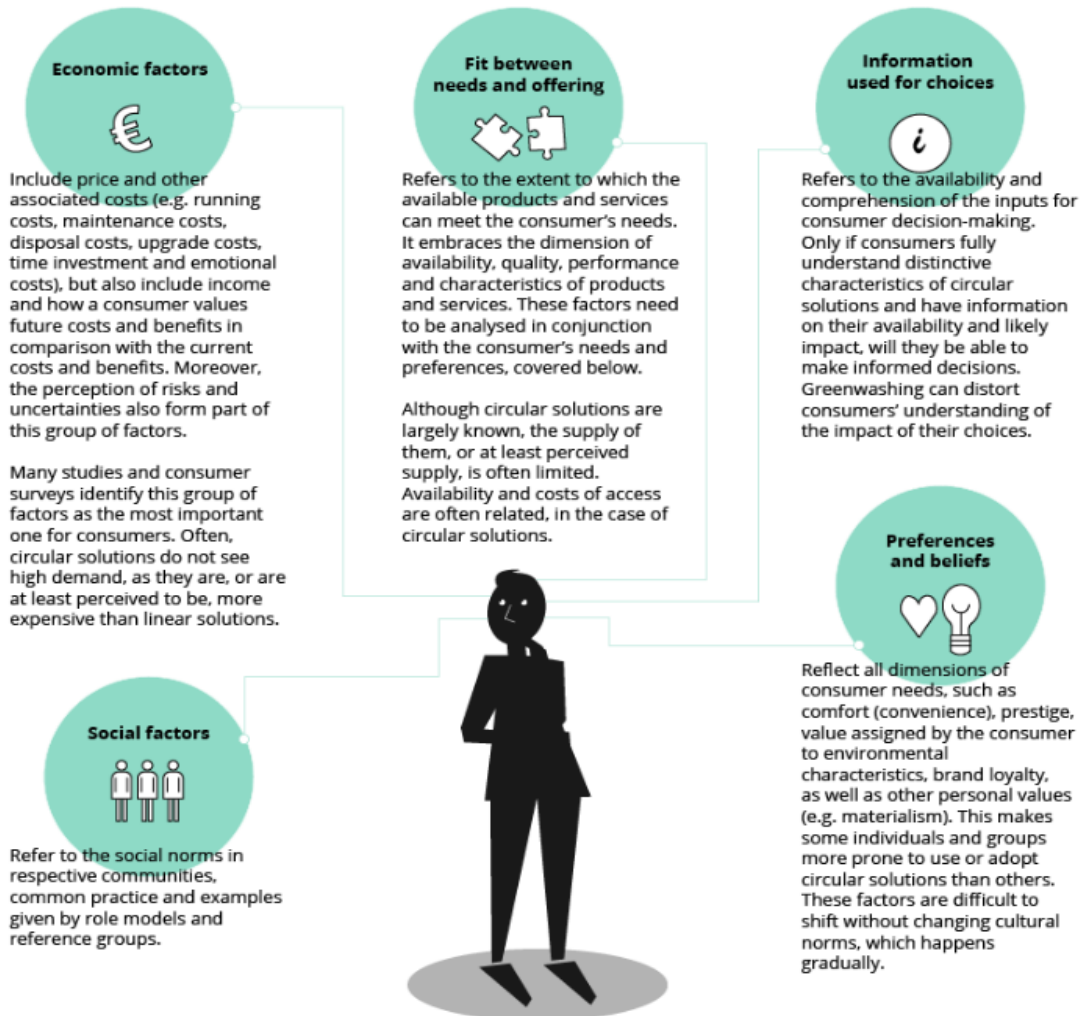 Economic factors
€
Include price and other
associated costs (e.g. running
costs, maintenance costs,
disposal costs, upgrade costs,
time investment and emotional
costs), but also include income
and how a consumer values
future costs and benefits in
comparison with the current
costs and benefits. Moreover,
the perception of risks and
uncertainties also form part of
this group of factors.
Many studies and consumer
surveys identify this group of
factors as the most important
one for consumers. Often,
circular solutions do not see
high demand, as they are, or are
at least perceived to be, more
expensive than linear solutions.
Fit between
needs and offering
Refers to the extent to which the
available products and services
can meet the consumer's needs.
It embraces the dimension of
availability, quality, performance
and characteristics of products
and services. These factors need
to be analysed in conjunction
with the consumer's needs and
preferences, covered below.
Although circular solutions are
largely known, the supply of
them, or at least perceived
supply, is often limited.
Availability and costs of access
are often related, in the case of
circular solutions.
Information
used for choices
i
Refers to the availability and
comprehension of the inputs for
consumer decision-making.
Only if consumers fully
understand distinctive
characteristics of circular
solutions and have information
on their availability and likely
impact, will they be able to
make informed decisions.
Greenwashing can distort
consumers' understanding of
the impact of their choices.
Social factors
Refer to the social norms in
respective communities,
common practice and examples
given by role models and
reference groups.
Preferences
and beliefs
Reflect all dimensions of
consumer needs, such as
comfort (convenience), prestige,
value assigned by the consumer
to environmental
characteristics, brand loyalty,
as well as other personal values
(e.g. materialism). This makes
some individuals and groups
more prone to use or adopt
circular solutions than others.
These factors are difficult to
shift without changing cultural
norms, which happens
gradually.